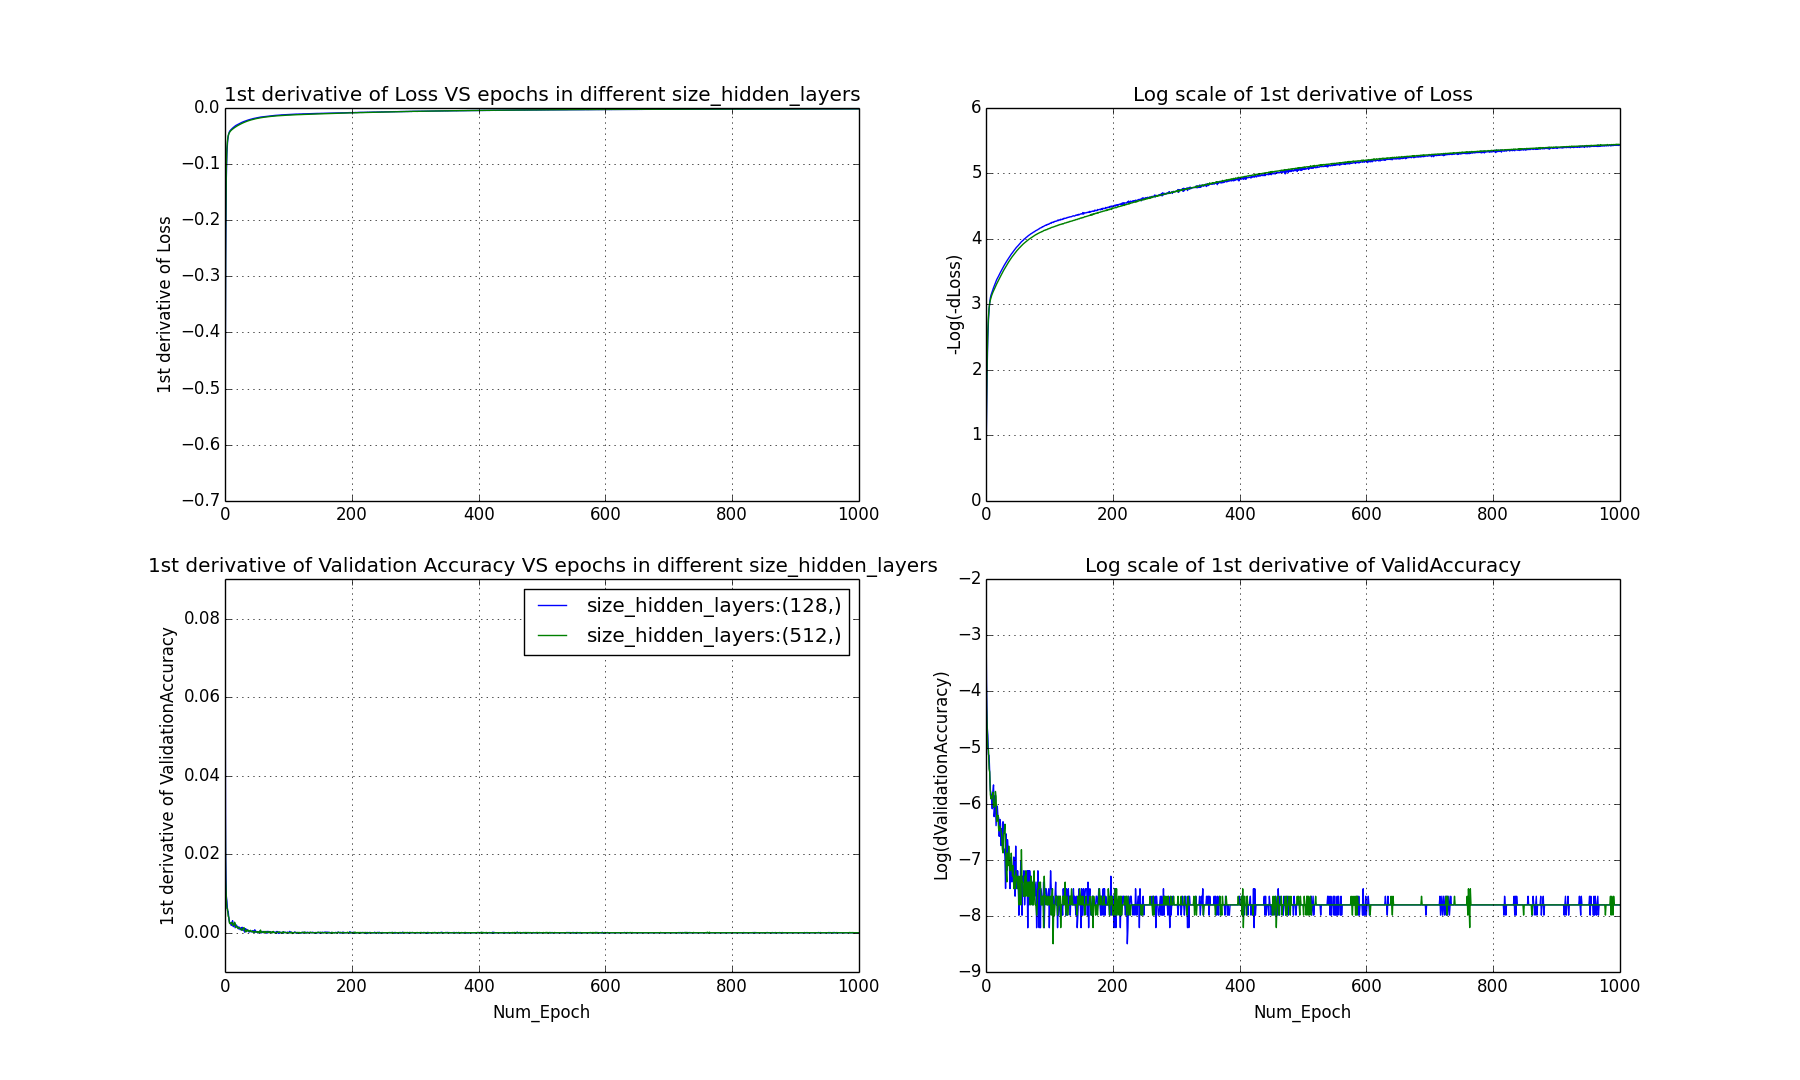 1st derivative of Loss VS epochs in different size_hidden_layers
0.0
−0.1
−0.2
−0.3
−0.4
−0.5
−0.6
−0.7
1st derivative of Loss
0 200 400 600 800 1000
Log scale of 1st derivative of Loss
6
5
4
3
2
1
0
-Log(-dLoss)
0 200 400 600 800 1000
1st derivative of Validation Accuracy VS epochs in different size_hidden_layers
size_hidden_layers:(128,)
size_hidden_layers:(512,)
0.08
0.06
0.04
0.02
0.00
1st derivative of ValidationAccuracy
0 200 400 600 800 1000
Num_Epoch
Log scale of 1st derivative of ValidAccuracy
−2
−3
−4
−5
−6
−7
−8
−9
Log(dValidationAccuracy)
0 200 400 600 800 1000
Num_Epoch